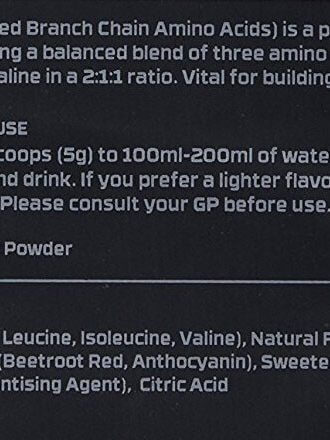 ed Branch Chain Amino Acids) is a p
ng a balanced blend of three amino
aline in a 2:1:1 ratio. Vital for building
USE
coops (5g) to 100ml-200ml of wate
nd drink. If you prefer a lighter flavo
Please consult your GP before use.
Powder
Leucine, Isoleucine, Valine), Natural F
(Beetroot Red, Anthocyanin), Sweete
ntising Agent), Citric Acid